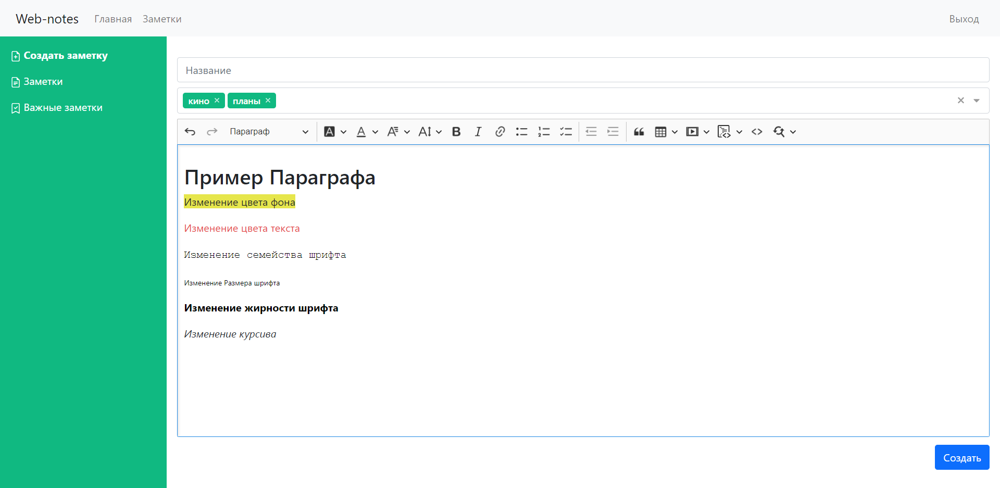 Web-notes Главная Заметки Выход
Создать заметку
Заметки
Важные заметки
Название
кино × планы ×
Параграф
Пример Параграфа
Изменение цвета фона
Изменение цвета текста
Изменение семейства шрифта
Изменение Размера шрифта
Изменение жирности шрифта
Изменение курсива
Создать